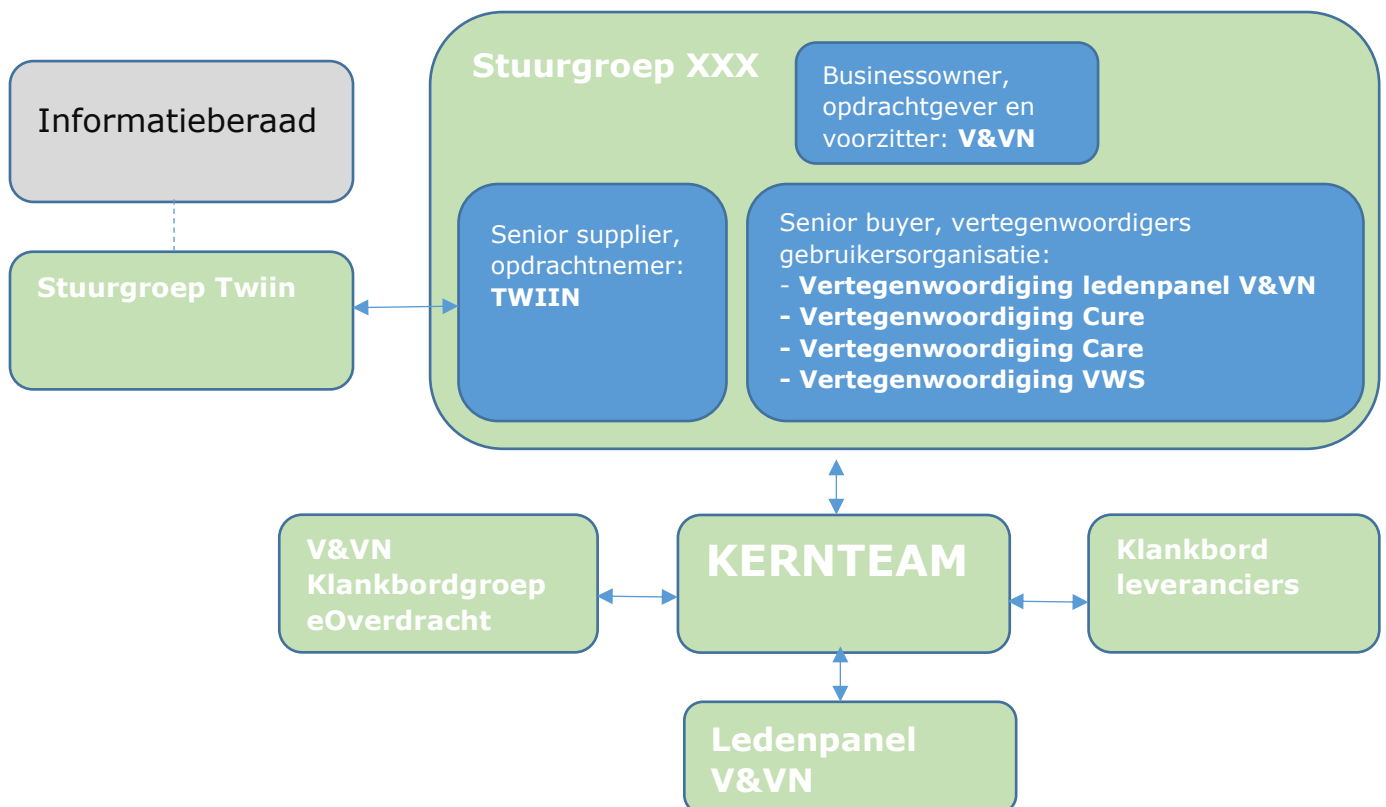 Stuurgroep XXX
Businessowner,
opdrachtgever en
voorzitter: V&VN
Informatieberaad
Senior supplier,
opdrachtnemer:
TWIIN
Senior buyer, vertegenwoordigers
gebruikersorganisatie:
- Vertegenwoordiging ledenpanel V&VN
- Vertegenwoordiging Cure
- Vertegenwoordiging Care
- Vertegenwoordiging VWS
Stuurgroep Twiin
V&VN
Klankbordgroep
eOverdracht
KERNTEAM
Klankbord
leveranciers
Ledenpanel
V&VN